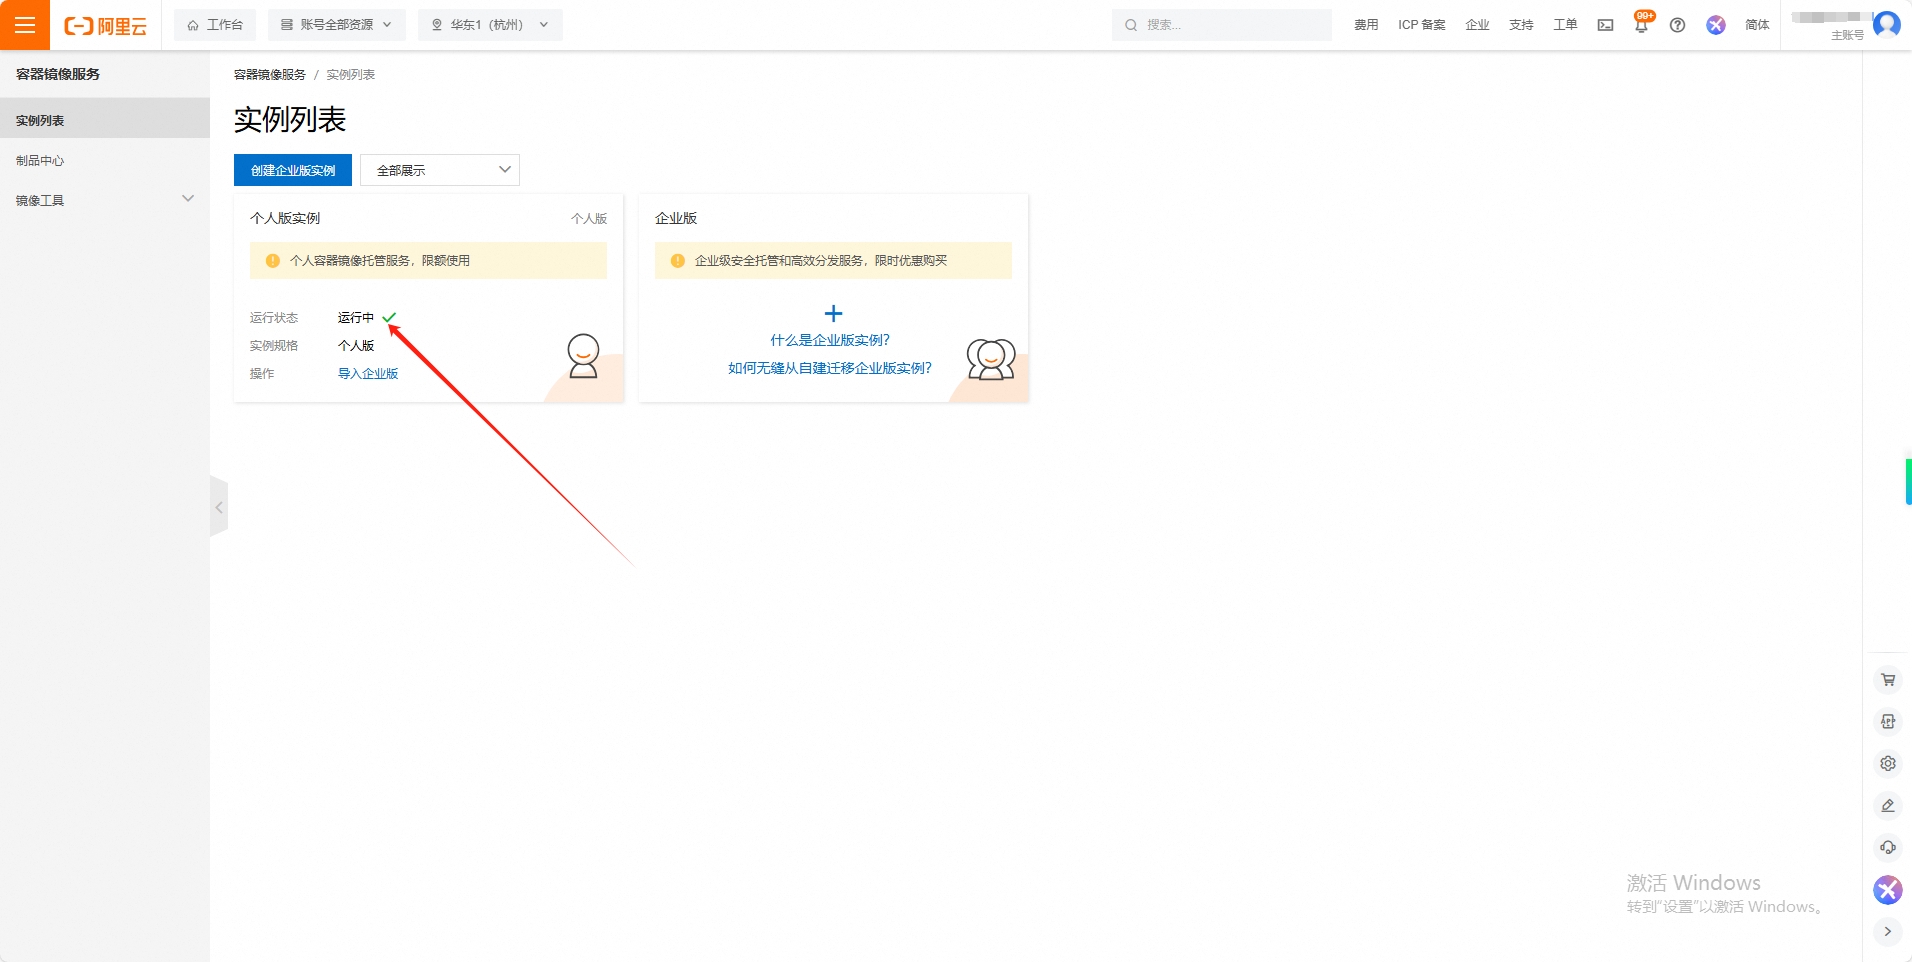 阿里云
工作台
账号全部资源
华东1（杭州）
搜索...
费用
ICP 备案
企业
支持
工单
99+
简体
主账号
容器镜像服务
实例列表
制品中心
镜像工具
容器镜像服务 / 实例列表
实例列表
创建企业版实例
全部展示
个人版实例
个人版
个人容器镜像托管服务，限额使用
运行状态 运行中
实例规格 个人版
操作 导入企业版
企业版
企业级安全托管和高效分发服务，限时优惠购买
什么是企业版实例?
如何无缝从自建迁移企业版实例?
激活 Windows
转到“设置”以激活 Windows。